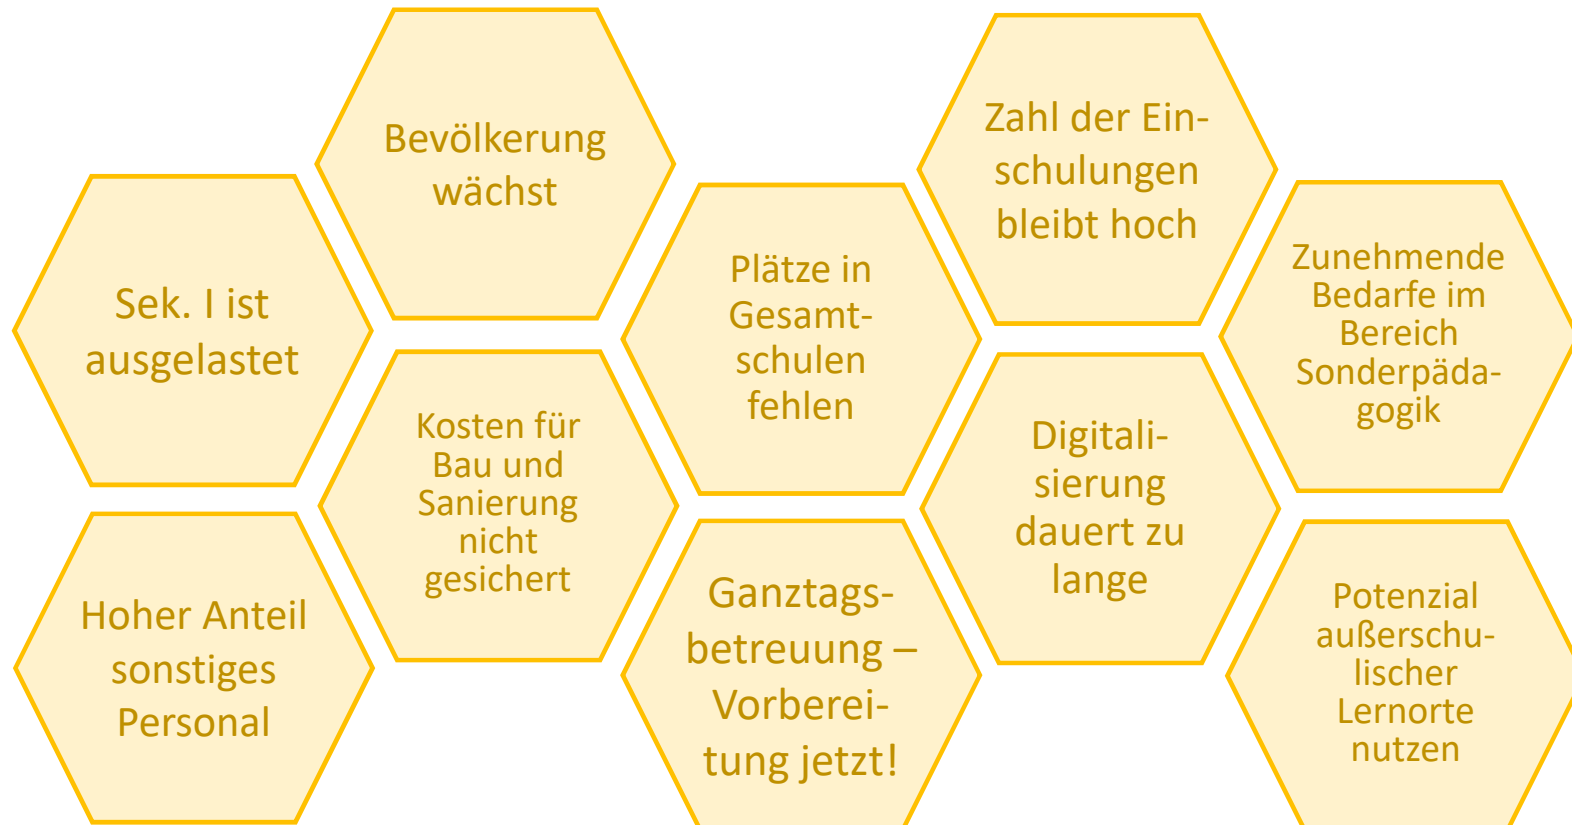 Bevölkerung
wächst
Zahl der Ein-
schulungen
bleibt hoch
Sek. I ist
ausgelastet
Plätze in
Gesamt-
schulen
fehlen
Zunehmende
Bedarfe im
Bereich
Sonderpäda-
gogik
Kosten für
Bau und
Sanierung
nicht
gesichert
Digitali-
sierung
dauert zu
lange
Hoher Anteil
sonstiges
Personal
Ganztags-
betreuung –
Vorberei-
tung jetzt!
Potenzial
außerschu-
lischer
Lernorte
nutzen